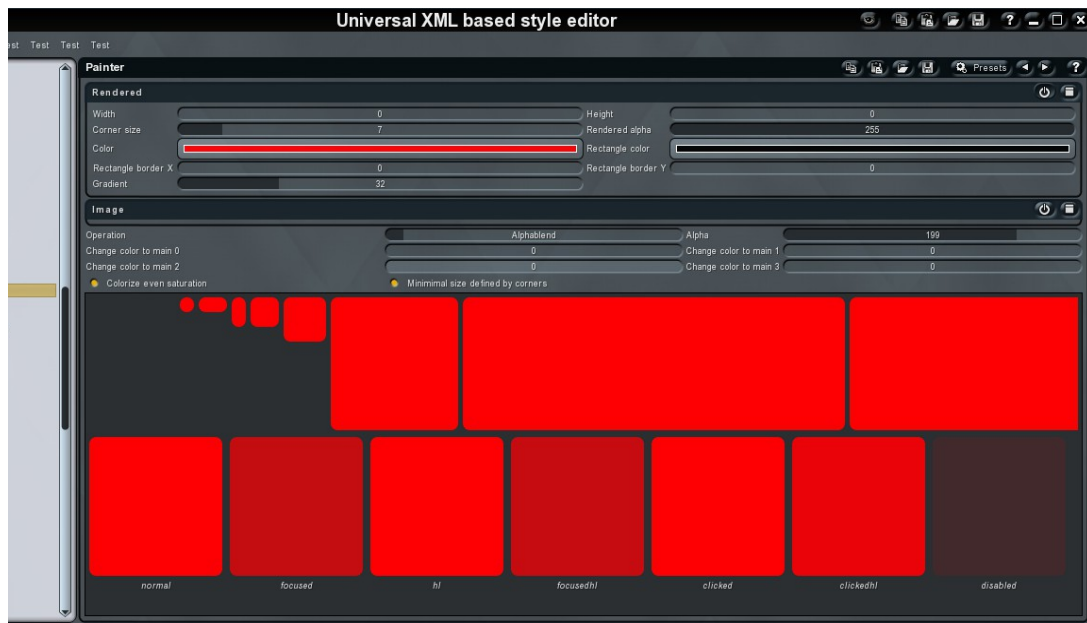 Universal XML based style editor ?
Test Test Test
Painter Presets ?
Rendered
Width 0 Height 0
Corner size 7 Rendered alpha 255
Color Rectangle color
Rectangle border X 0 Rectangle border Y 0
Gradient 32
Image
Operation Alphablend Alpha 199
Change color to main 0 0 Change color to main 1 0
Change color to main 2 0 Change color to main 3 0
Colorize even saturation Minimimal size defined by corners
normal focused hl focusedhl clicked clickedhl disabled